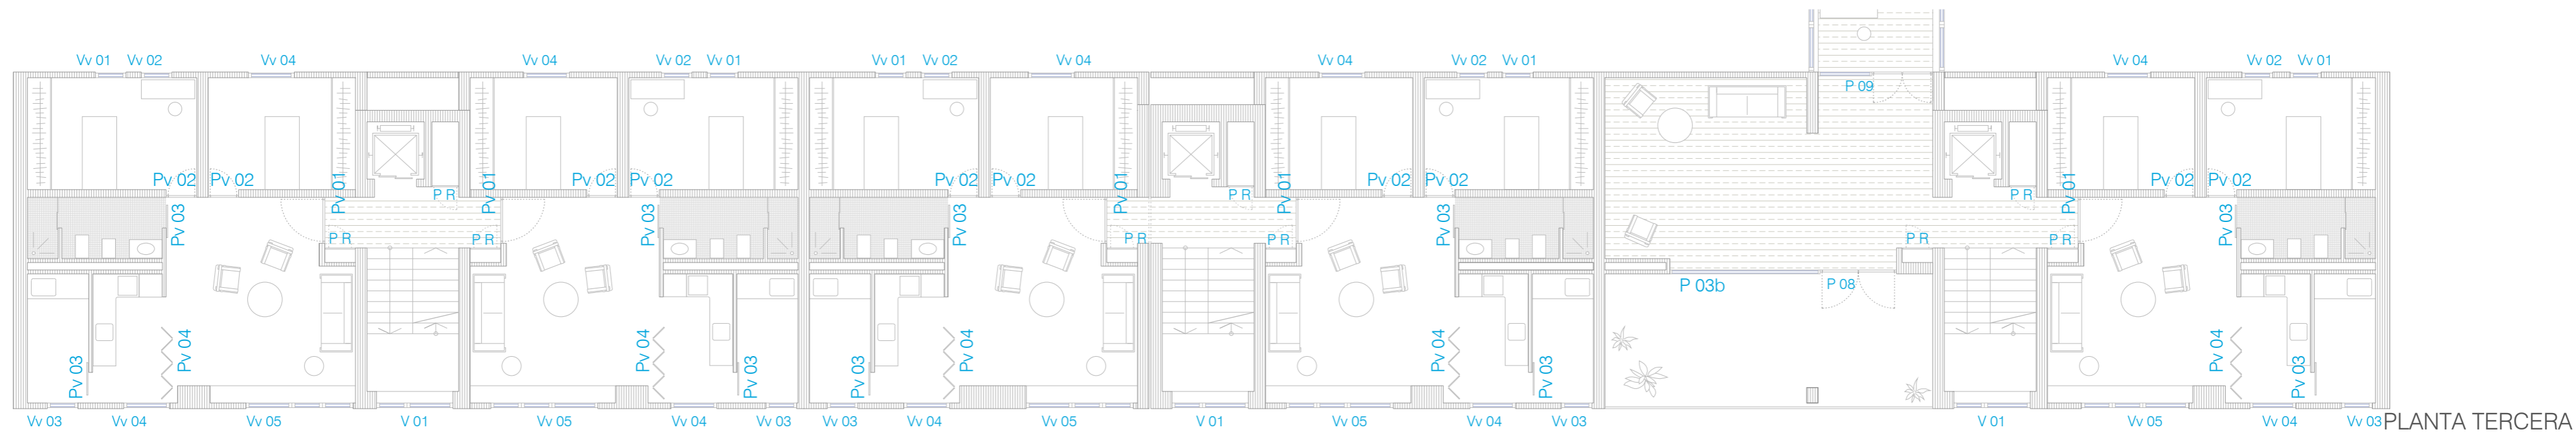 Vv 01 Vv 02 Vv 04 Vv 04 Vv 02 Vv 01 Vv 01 Vv 02 Vv 04 Vv 04 Vv 02 Vv 01 Vv 04 Vv 02 Vv 01
P 09
Pv 02 Pv 02 Pv 01 Pv 01 Pv 02 Pv 02 Pv 02 Pv 02 Pv 01 Pv 01 Pv 02 Pv 02 Pv 01 Pv 02 Pv 02
P R P R P R
Pv 03 Pv 03 Pv 03 Pv 03 Pv 03
P R P R P R P R P R P R
P 03b P 08
Pv 04 Pv 04 Pv 04 Pv 04 Pv 04
Pv 03 Pv 03 Pv 03 Pv 03 Pv 03
Vv 03 Vv 04 Vv 05 V 01 Vv 05 Vv 04 Vv 03 Vv 03 Vv 04 Vv 05 V 01 Vv 05 Vv 04 Vv 03 V 01 Vv 05 Vv 04 Vv 03 PLANTA TERCERA